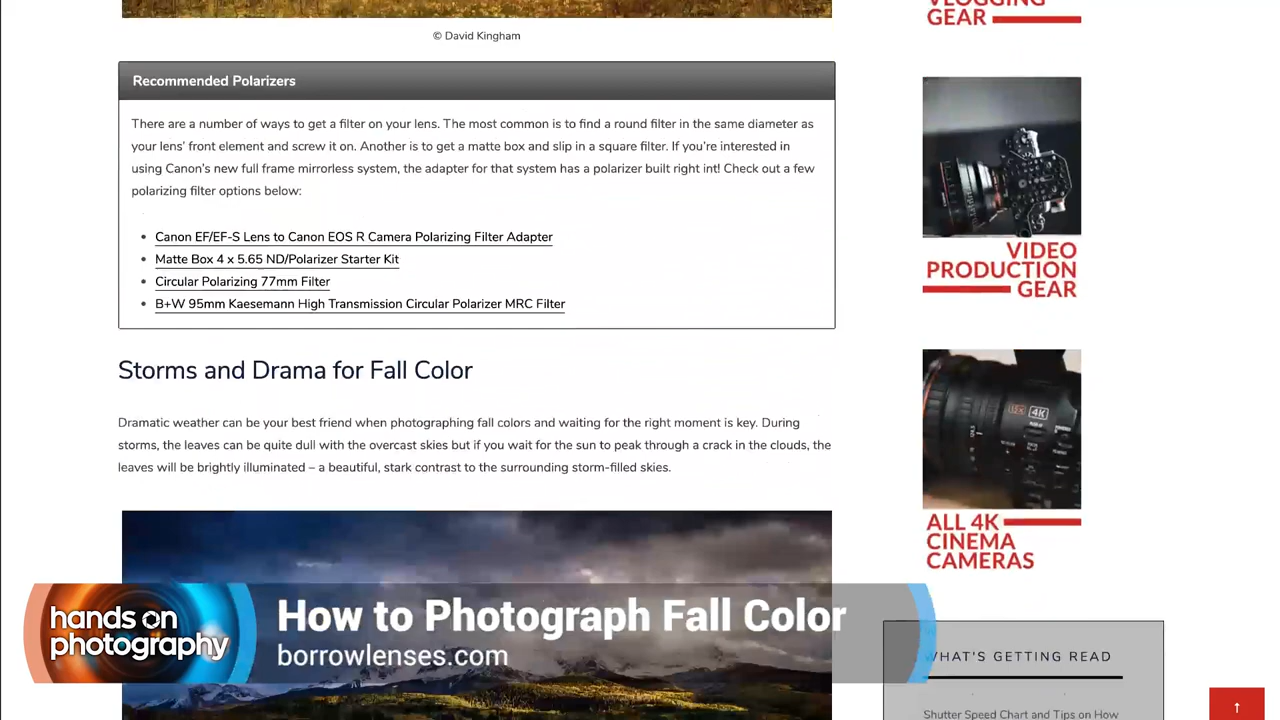 VLOGGING
GEAR
© David Kingham
Recommended Polarizers
There are a number of ways to get a filter on your lens. The most common is to find a round filter in the same diameter as
your lens' front element and screw it on. Another is to get a matte box and slip in a square filter. If you're interested in
using Canon's new full frame mirrorless system, the adapter for that system has a polarizer built right int! Check out a few
polarizing filter options below:
Canon EF/EF-S Lens to Canon EOS R Camera Polarizing Filter Adapter
Matte Box 4 x 5.65 ND/Polarizer Starter Kit
Circular Polarizing 77mm Filter
B+W 95mm Kaesemann High Transmission Circular Polarizer MRC Filter
VIDEO
PRODUCTION
GEAR
Storms and Drama for Fall Color
Dramatic weather can be your best friend when photographing fall colors and waiting for the right moment is key. During
storms, the leaves can be quite dull with the overcast skies but if you wait for the sun to peak through a crack in the clouds, the
leaves will be brightly illuminated – a beautiful, stark contrast to the surrounding storm-filled skies.
4K
ALL 4K
CINEMA
CAMERAS
hands on
photography
How to Photograph Fall Color
borrowlenses.com
WHAT'S GETTING READ
Shutter Speed Chart and Tips on How